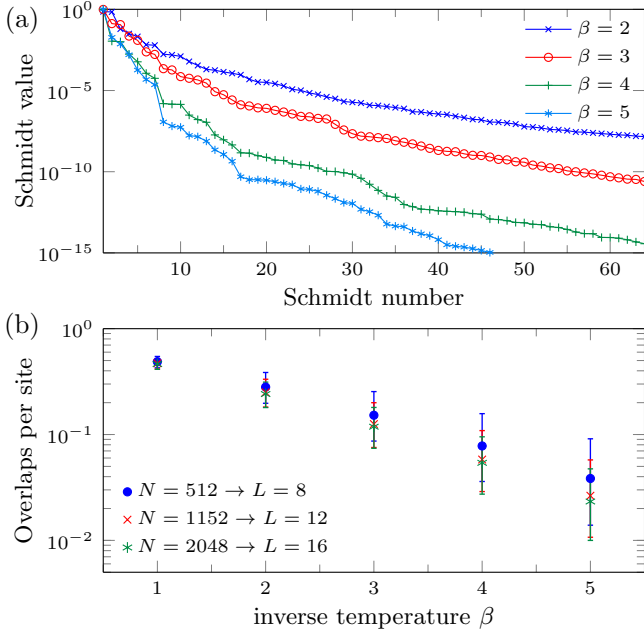 (a)
10^0
10^{-5}
10^{-10}
10^{-15}
Schmidt value
β = 2
β = 3
β = 4
β = 5
10 20 30 40 50 60
Schmidt number
(b)
10^0
10^{-1}
10^{-2}
Overlaps per site
N = 512 → L = 8
N = 1152 → L = 12
N = 2048 → L = 16
1 2 3 4 5
inverse temperature β